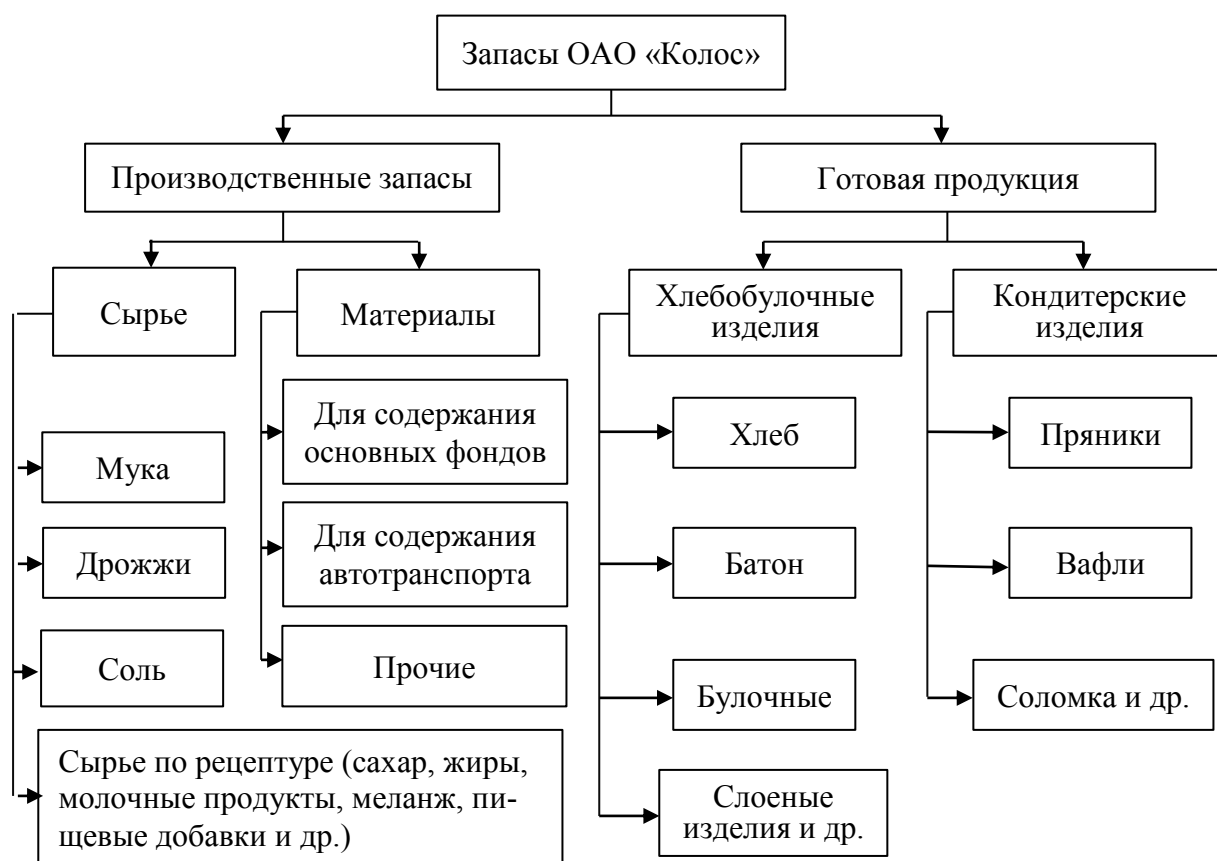 Запасы ОАО «Колос»
Производственные запасы
Готовая продукция
Сырье
Материалы
Хлебобулочные
изделия
Кондитерские
изделия
Для содержания
основных фондов
Хлеб
Пряники
Мука
Для содержания
автотранспорта
Батон
Вафли
Дрожжи
Соль
Прочие
Булочные
Соломка и др.
Сырье по рецептуре (сахар, жиры,
молочные продукты, меланж, пи-
щевые добавки и др.)
Слоеные
изделия и др.